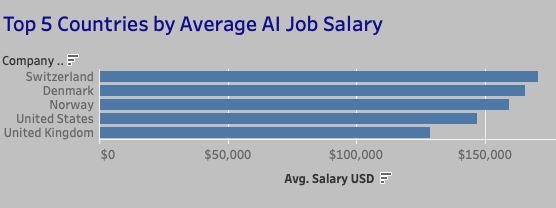 Top 5 Countries by Average AI Job Salary
Company ..
Switzerland
Denmark
Norway
United States
United Kingdom
$0 $50,000 $100,000 $150,000
Avg. Salary USD